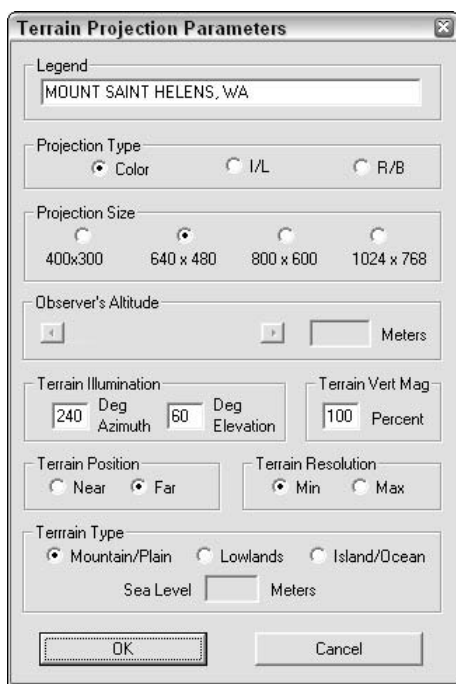 Terrain Projection Parameters
Legend
MOUNT SAINT HELENS, WA
Projection Type
Color I/L R/B
Projection Size
400x300 640 x 480 800 x 600 1024 x 768
Observer's Altitude
Meters
Terrain Illumination
240 Deg Azimuth 60 Deg Elevation
Terrain Vert Mag
100 Percent
Terrain Position
Near Far
Terrain Resolution
Min Max
Terrrain Type
Mountain/Plain Lowlands Island/Ocean
Sea Level Meters
OK Cancel